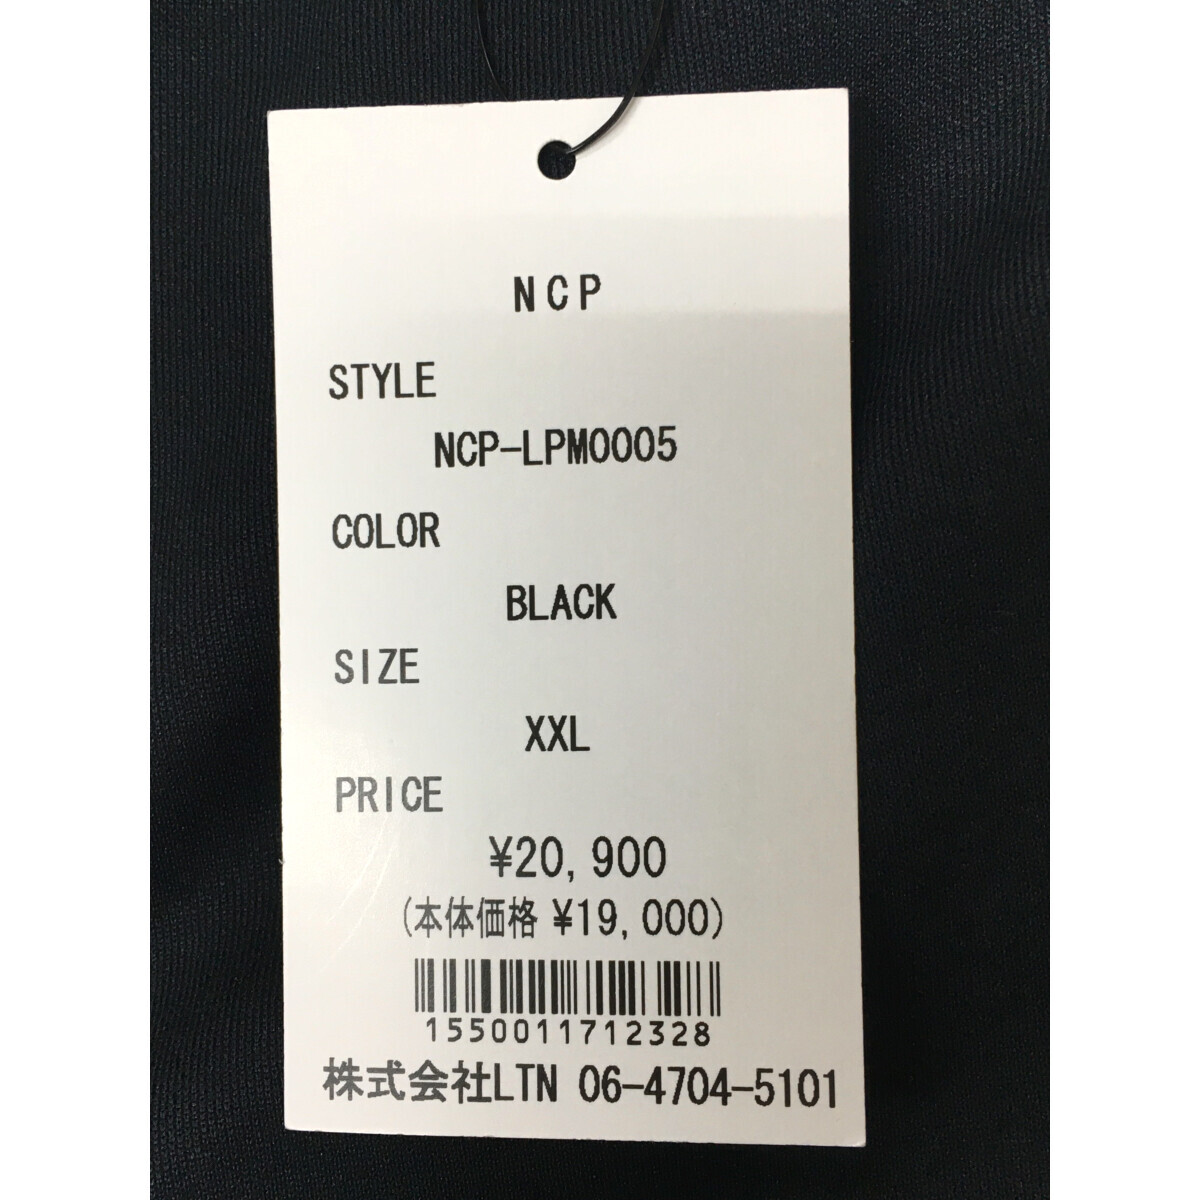 NCP
STYLE
NCP-LPM0005
COLOR
BLACK
SIZE
XXL
PRICE
¥20,900
(本体価格 ¥19,000)
1550011712328
株式会社LTN 06-4704-5101